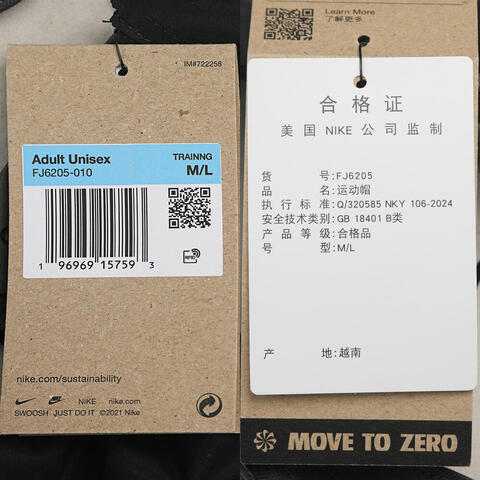 IM#722258
Adult Unisex
FJ6205-010
TRAINNG
M/L
1 96969 15759 3
RFID
nike.com/sustainability
NIKE nike.com
SWOOSH JUST DO IT ©2021 Nike
Learn More
了解更多
合格证
美国 NIKE 公司监制
货号:FJ6205
品名:运动帽
执行标准:Q/320585 NKY 106-2024
安全技术类别:GB 18401 B类
产品等级:合格品
号型:M/L
产地:越南
MOVE TO ZERO